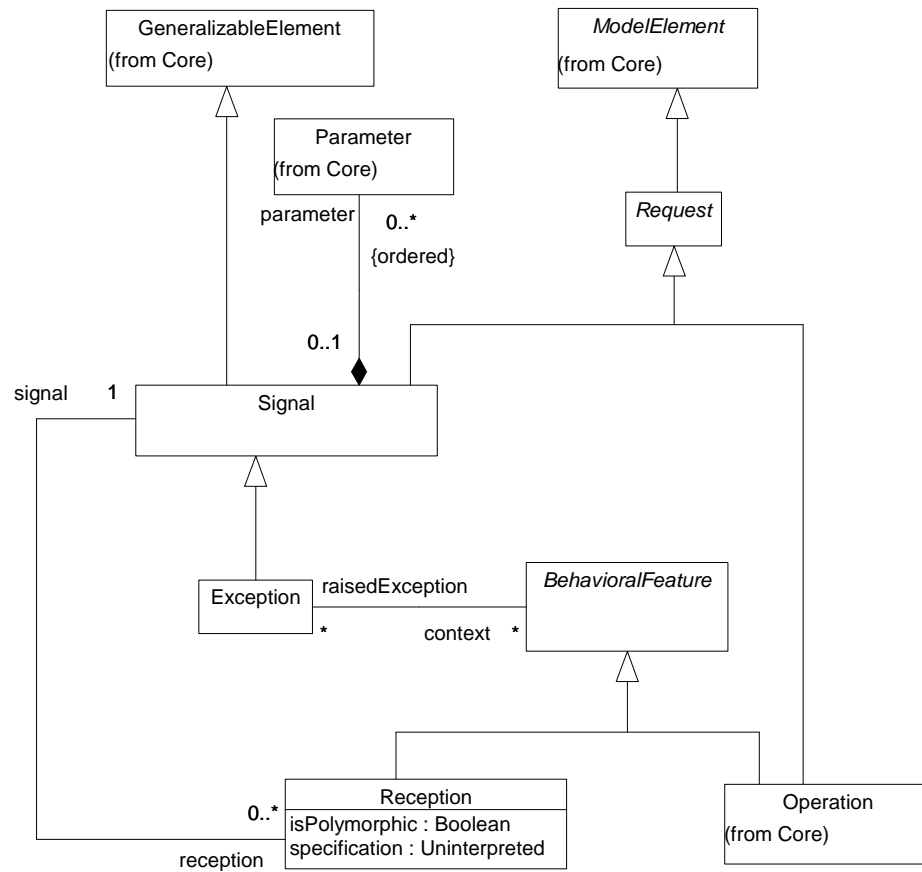 GeneralizableElement
(from Core)
ModelElement
(from Core)
Parameter
(from Core)
parameter
0..*
{ordered}
Request
0..1
signal
1
Signal
Exception
raisedException
*
context
*
BehavioralFeature
Reception
isPolymorphic : Boolean
specification : Uninterpreted
0..*
reception
Operation
(from Core)